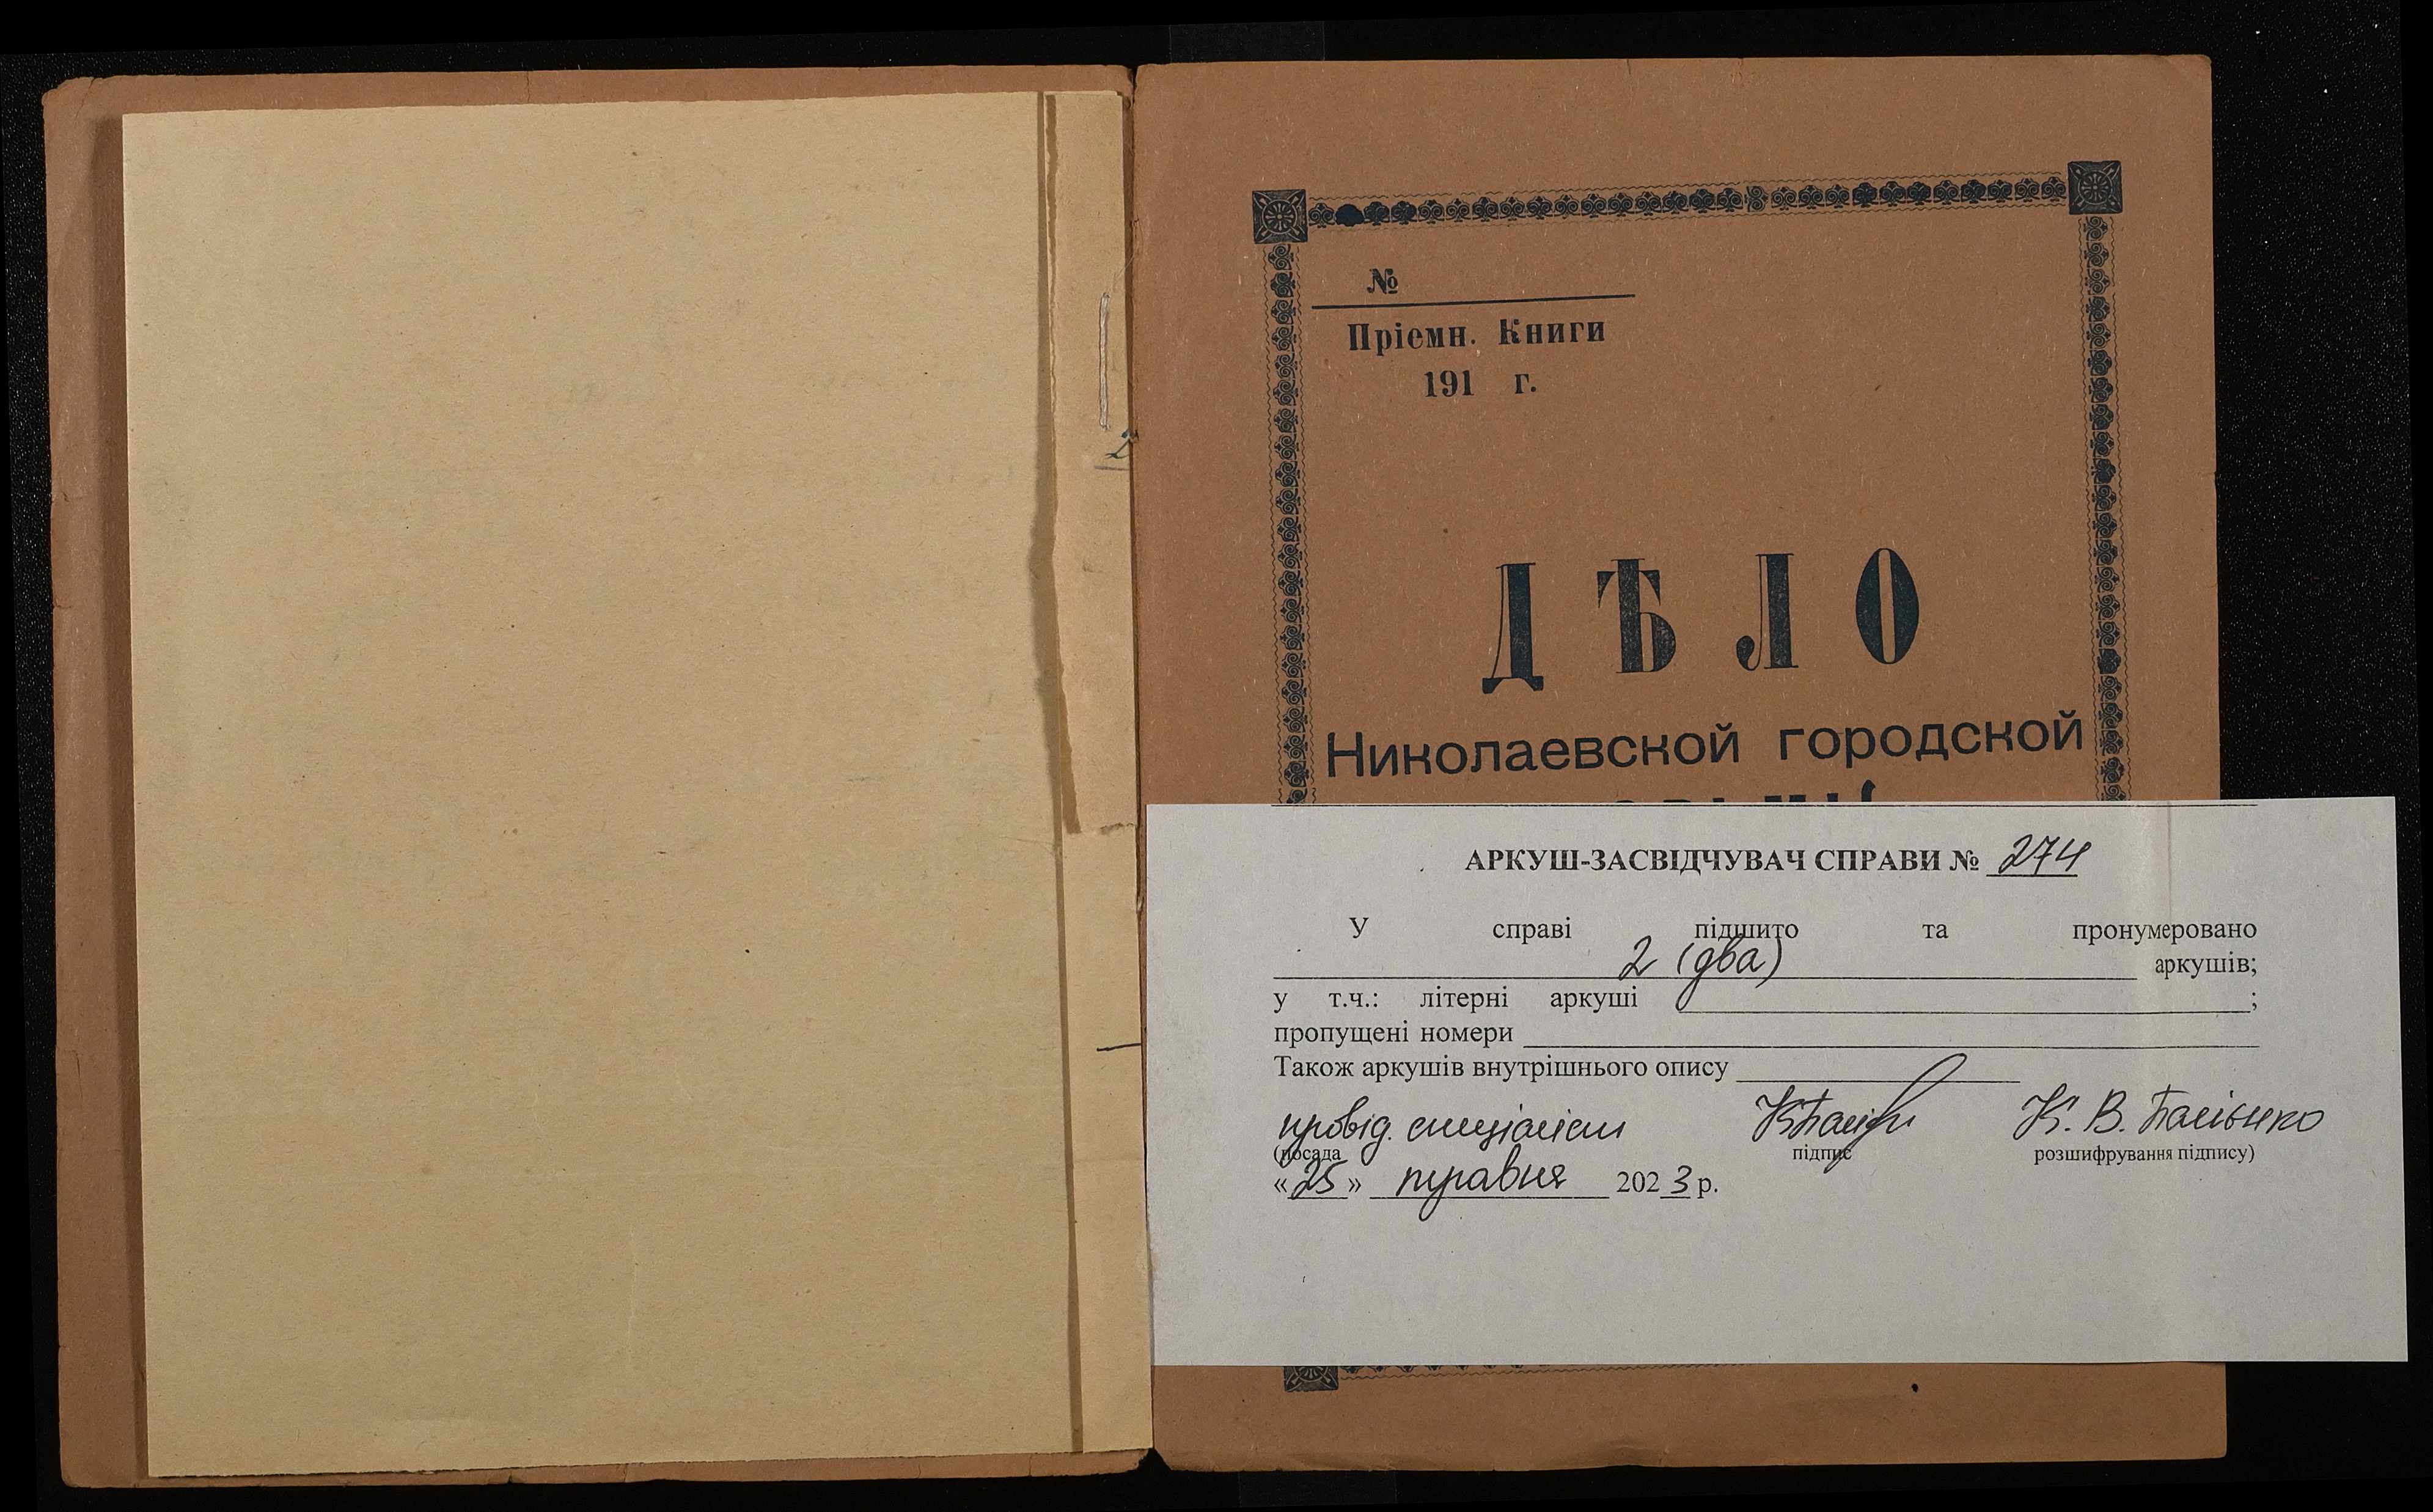 2
№
Пріемн. Книги
191 г.
ДѢЛО
Николаевской городской
АРКУШ-ЗАСВІДЧУВАЧ СПРАВИ № 274
У справі підшито та пронумеровано
2 (два) аркушів;
у т.ч.: літерні аркуші ;
пропущені номери
Також аркушів внутрішнього опису
провід. спеціаліст К. В.
(посада підпис розшифрування підпису)
«25» травня 2023 р.